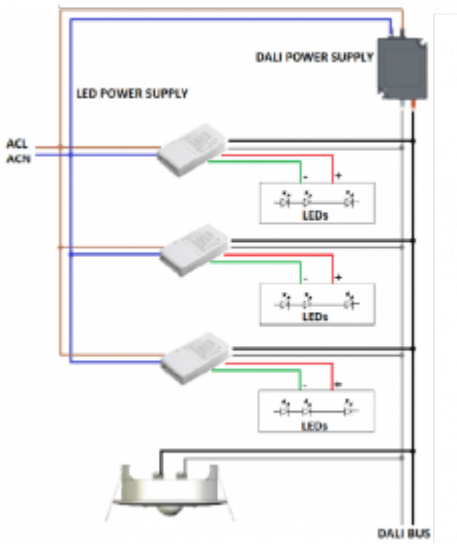 DALI POWER SUPPLY
LED POWER SUPPLY
ACL
ACN
- +
LEDs
- +
LEDs
- +
LEDs
DALI BUS